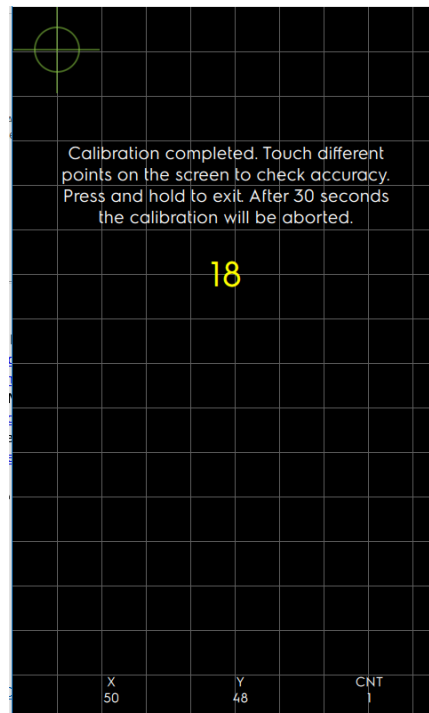 Calibration completed. Touch different
points on the screen to check accuracy.
Press and hold to exit. After 30 seconds
the calibration will be aborted.
18
X Y CNT
50 48 1